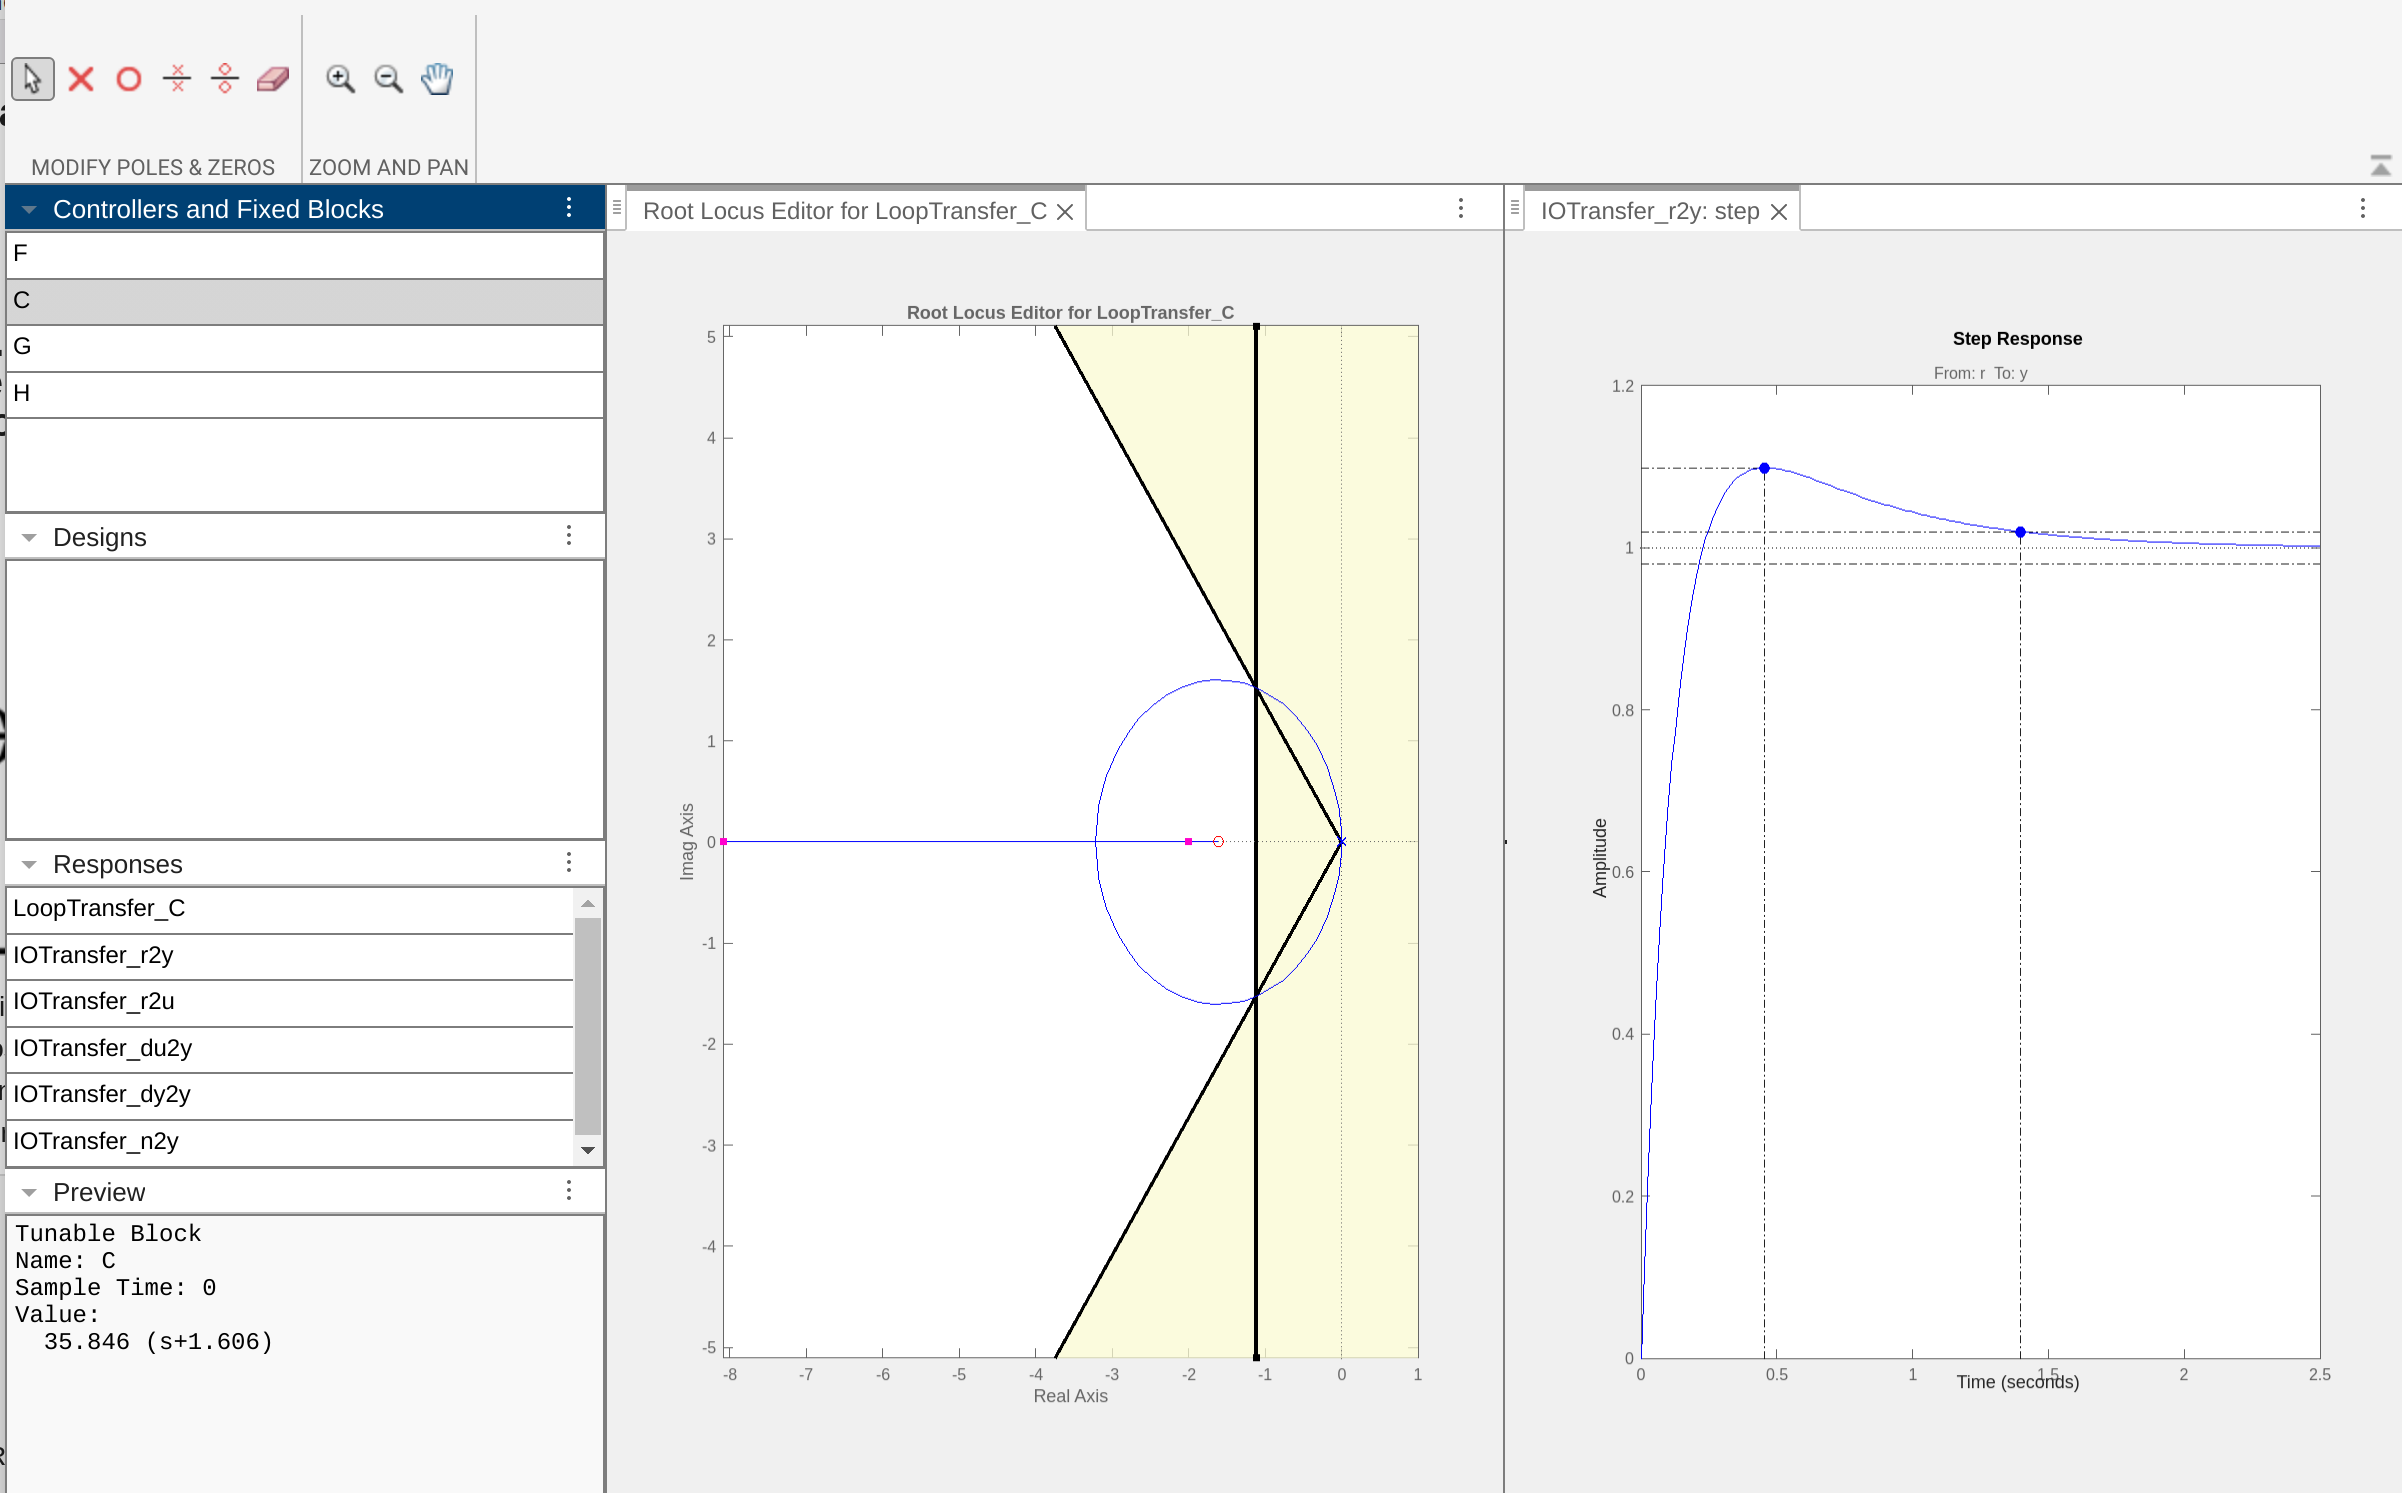 MODIFY POLES & ZEROS
ZOOM AND PAN
Controllers and Fixed Blocks
F
C
G
H
Designs
Responses
LoopTransfer_C
IOTransfer_r2y
IOTransfer_r2u
IOTransfer_du2y
IOTransfer_dy2y
IOTransfer_n2y
Preview
Tunable Block
Name: C
Sample Time: 0
Value:
35.846 (s+1.606)
Root Locus Editor for LoopTransfer_C
Root Locus Editor for LoopTransfer_C
5
4
3
2
1
0
-1
-2
-3
-4
-5
Imag Axis
-8 -7 -6 -5 -4 -3 -2 -1 0 1
Real Axis
IOTransfer_r2y: step
Step Response
From: r To: y
1.2
1
0.8
0.6
0.4
0.2
0
Amplitude
0 0.5 1 1.5 2 2.5
Time (seconds)